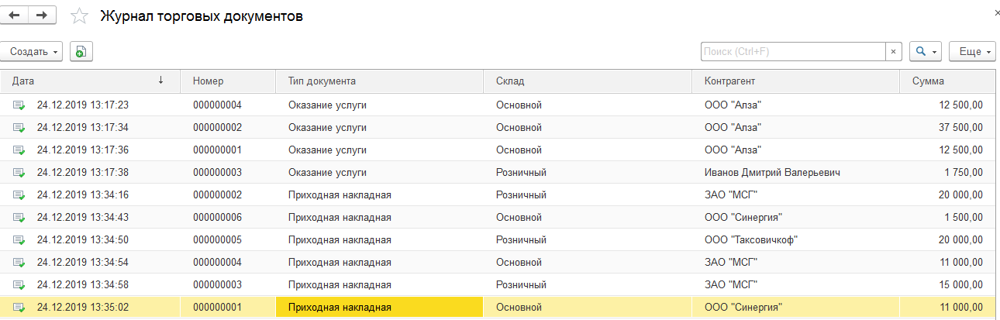 Журнал торговых документов
Создать Поиск (Ctrl+F) × Еще
Дата ↓ Номер Тип документа Склад Контрагент Сумма
24.12.2019 13:17:23 000000004 Оказание услуги Основной ООО "Алза" 12 500,00
24.12.2019 13:17:34 000000002 Оказание услуги Основной ООО "Алза" 37 500,00
24.12.2019 13:17:36 000000001 Оказание услуги Основной ООО "Алза" 12 500,00
24.12.2019 13:17:38 000000003 Оказание услуги Розничный Иванов Дмитрий Валерьевич 1 750,00
24.12.2019 13:34:16 000000002 Приходная накладная Розничный ЗАО "МСГ" 20 000,00
24.12.2019 13:34:43 000000006 Приходная накладная Основной ООО "Синергия" 1 500,00
24.12.2019 13:34:50 000000005 Приходная накладная Розничный ООО "Таксовичкоф" 20 000,00
24.12.2019 13:34:54 000000004 Приходная накладная Основной ЗАО "МСГ" 11 000,00
24.12.2019 13:34:58 000000003 Приходная накладная Розничный ЗАО "МСГ" 15 000,00
24.12.2019 13:35:02 000000001 Приходная накладная Основной ООО "Синергия" 11 000,00